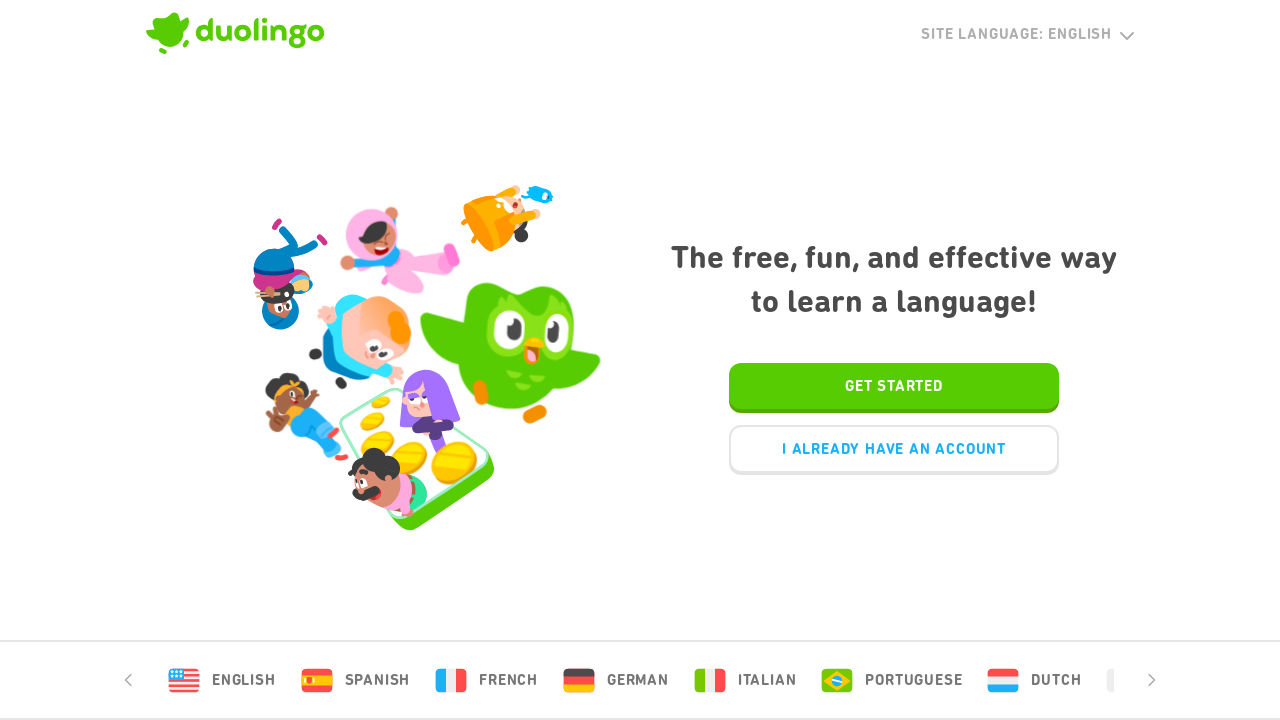 duolingo
SITE LANGUAGE: ENGLISH
The free, fun, and effective way
to learn a language!
GET STARTED
I ALREADY HAVE AN ACCOUNT
ENGLISH SPANISH FRENCH GERMAN ITALIAN PORTUGUESE DUTCH